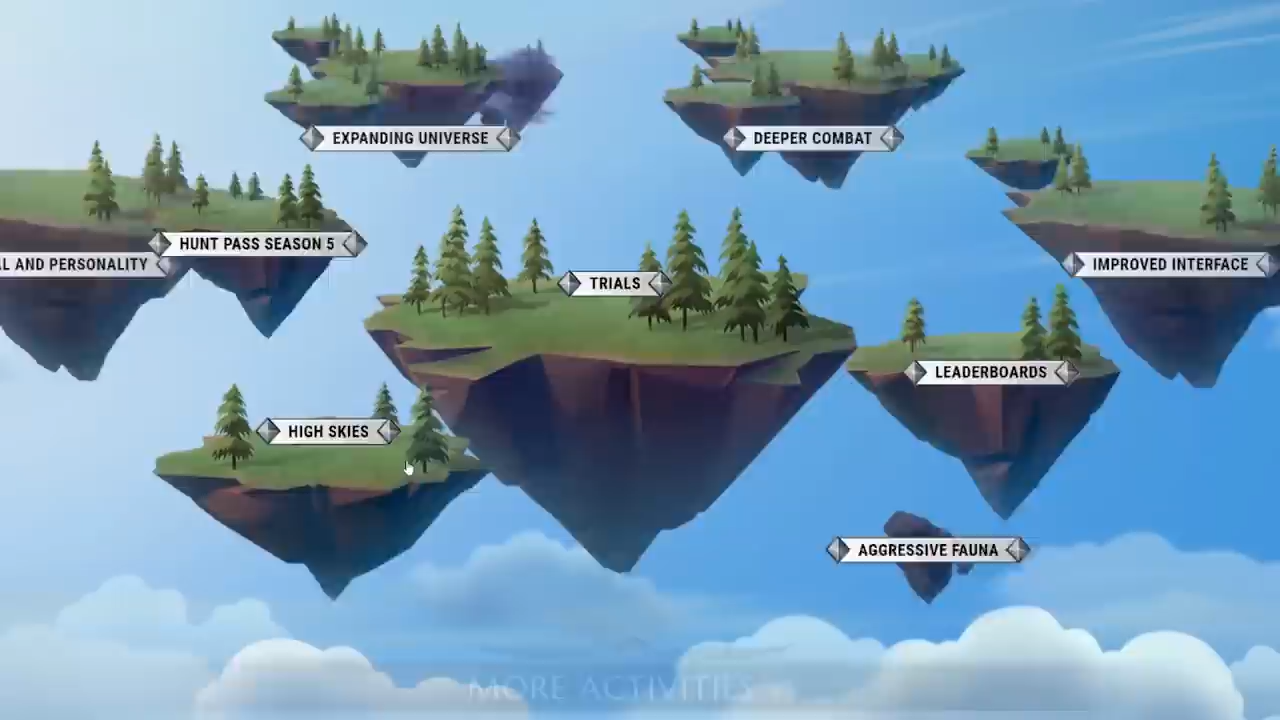 EXPANDING UNIVERSE
DEEPER COMBAT
HUNT PASS SEASON 5
L AND PERSONALITY
IMPROVED INTERFACE
TRIALS
LEADERBOARDS
HIGH SKIES
AGGRESSIVE FAUNA
MORE ACTIVITIES